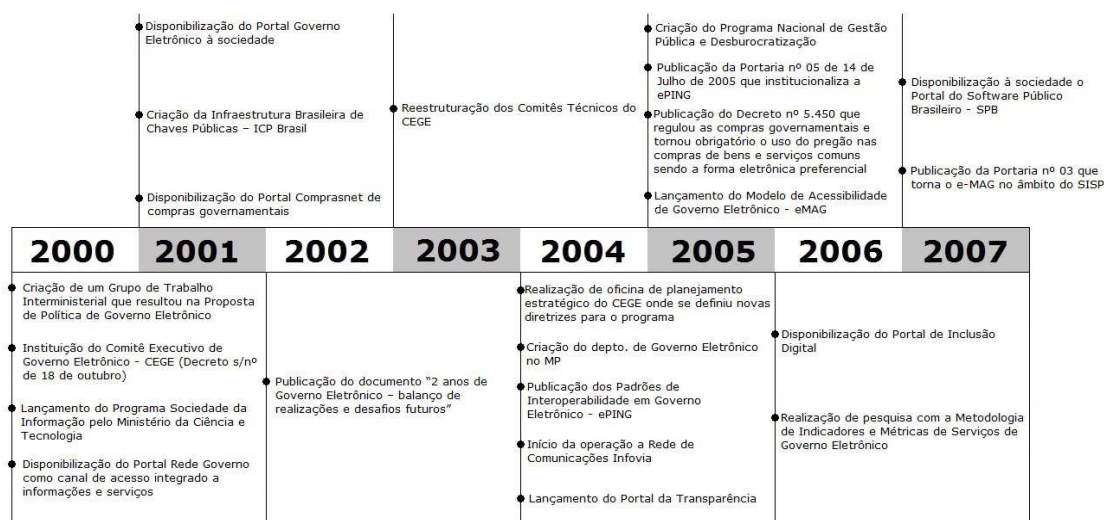 Disponibilização do Portal Governo
Eletrônico à sociedade
Criação da Infraestrutura Brasileira de
Chaves Públicas – ICP Brasil
Disponibilização do Portal Comprasnet de
compras governamentais
Reestruturação dos Comitês Técnicos do
CEGE
Criação do Programa Nacional de Gestão
Pública e Desburocratização
Publicação da Portaria nº 05 de 14 de
Julho de 2005 que institucionaliza a
ePING
Publicação do Decreto nº 5.450 que
regulou as compras governamentais e
tornou obrigatório o uso do pregão nas
compras de bens e serviços comuns
sendo a forma eletrônica preferencial
Lançamento do Modelo de Acessibilidade
de Governo Eletrônico - eMAG
Disponibilização à sociedade o
Portal do Software Público
Brasileiro - SPB
Publicação da Portaria nº 03 que
torna o e-MAG no âmbito do SISP
2000 2001 2002 2003 2004 2005 2006 2007
Criação de um Grupo de Trabalho
Interministerial que resultou na Proposta
de Política de Governo Eletrônico
Instituição do Comitê Executivo de
Governo Eletrônico - CEGE (Decreto s/nº
de 18 de outubro)
Lançamento do Programa Sociedade da
Informação pelo Ministério da Ciência e
Tecnologia
Disponibilização do Portal Rede Governo
como canal de acesso integrado a
informações e serviços
Publicação do documento “2 anos de
Governo Eletrônico – balanço de
realizações e desafios futuros”
Realização de oficina de planejamento
estratégico do CEGE onde se definiu novas
diretrizes para o programa
Criação do depto. de Governo Eletrônico
no MP
Publicação dos Padrões de
Interoperabilidade em Governo
Eletrônico - ePING
Início da operação a Rede de
Comunicações Infovia
Lançamento do Portal da Transparência
Disponibilização do Portal de Inclusão
Digital
Realização de pesquisa com a Metodologia
de Indicadores e Métricas de Serviços de
Governo Eletrônico